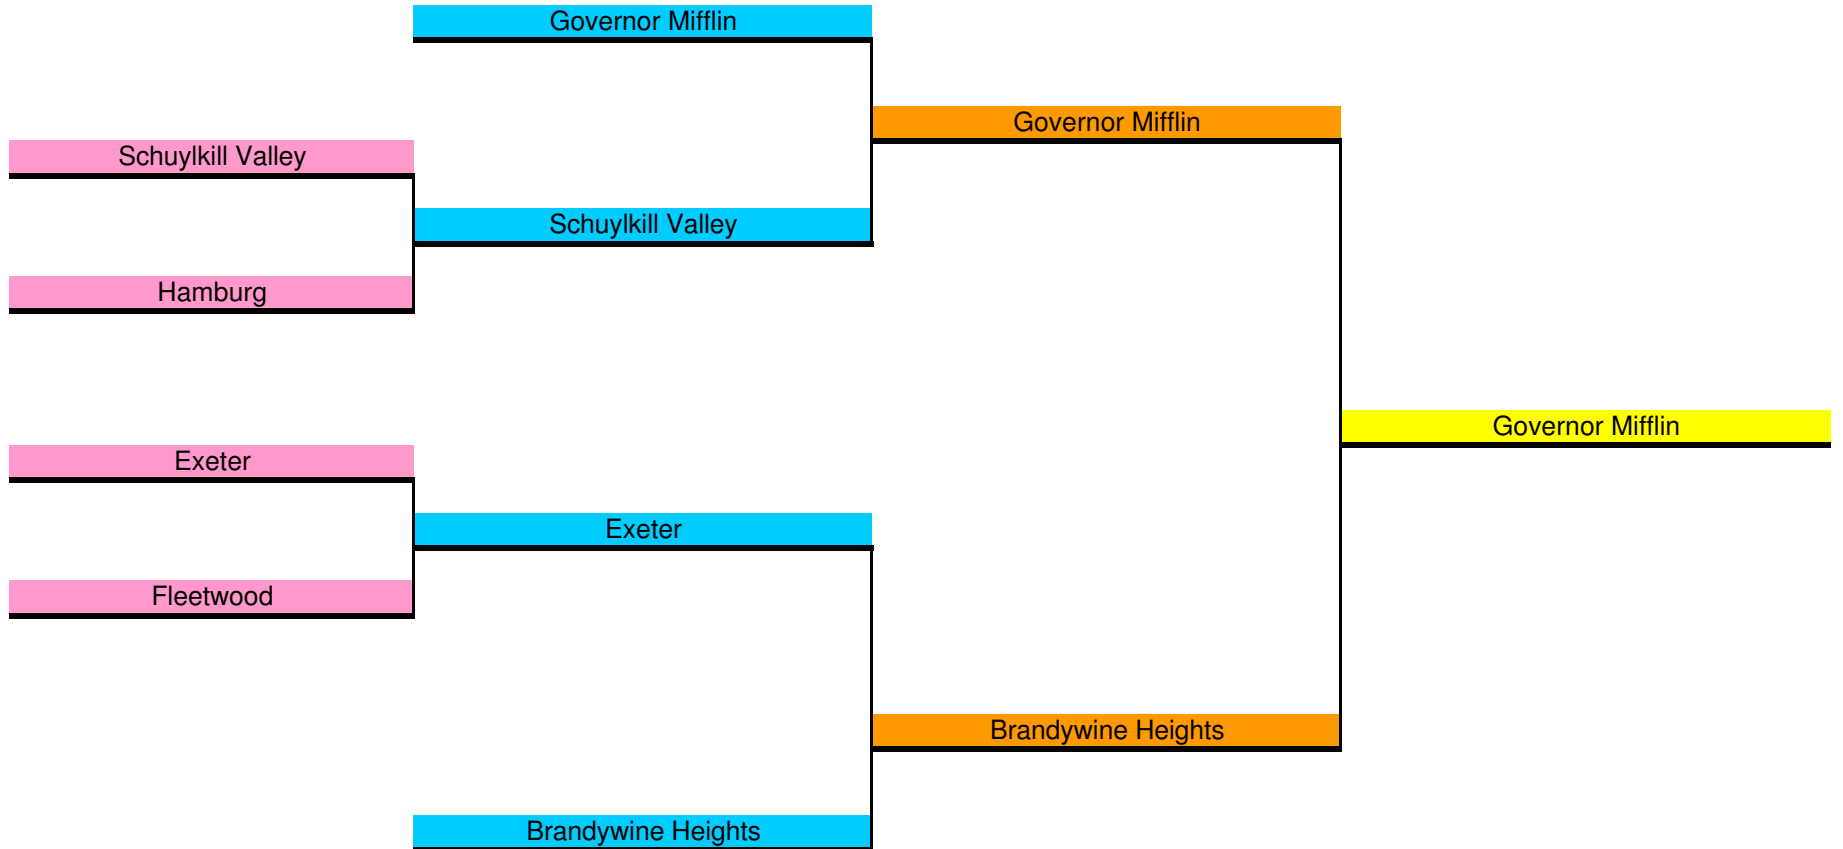 Governor Mifflin
Governor Mifflin
Schuylkill Valley
Schuylkill Valley
Hamburg
Governor Mifflin
Exeter
Exeter
Fleetwood
Brandywine Heights
Brandywine Heights